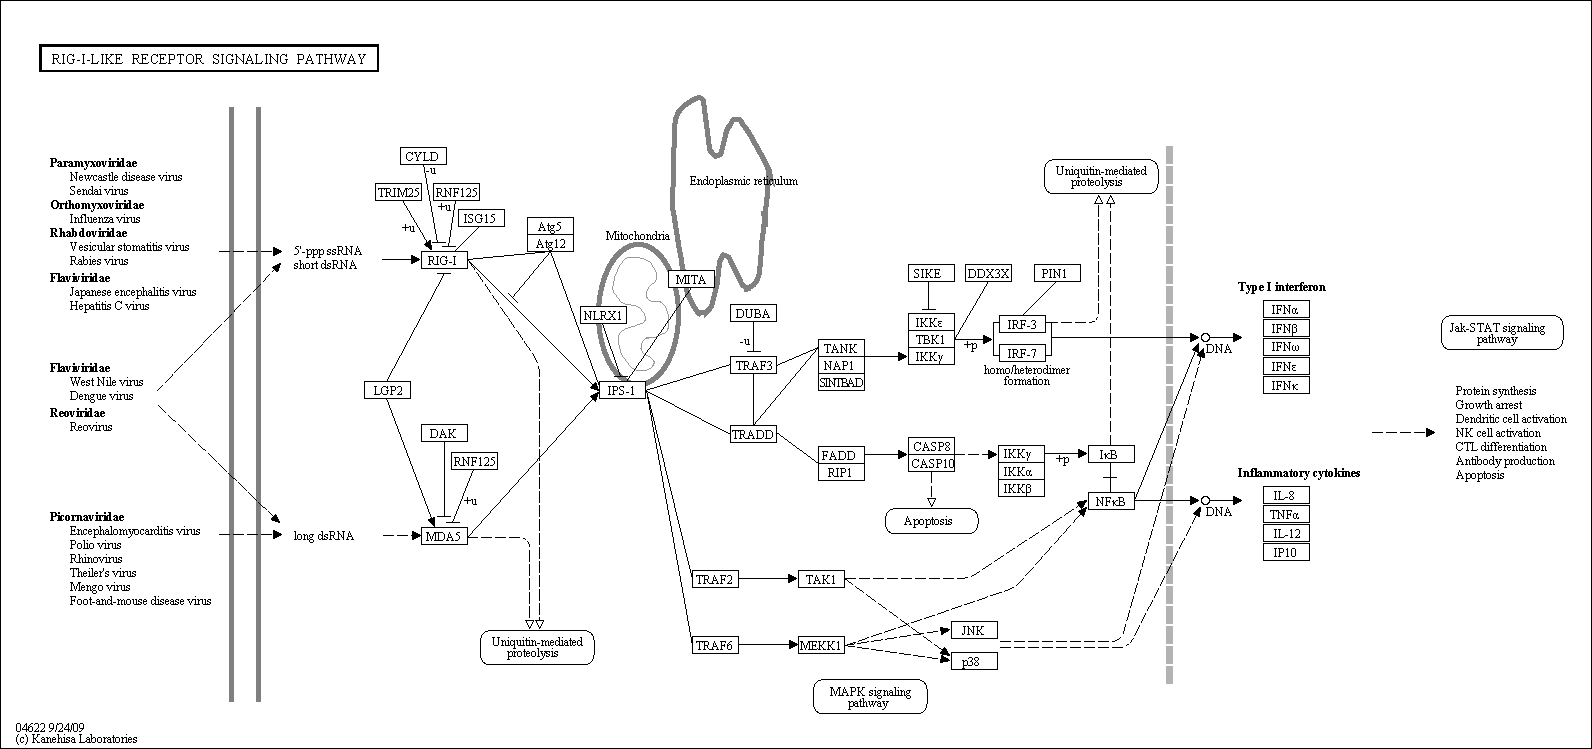 RIG-I-LIKE RECEPTOR SIGNALING PATHWAY
Paramyxoviridae
Newcastle disease virus
Sendai virus
Orthomyxoviridae
Influenza virus
Rhabdoviridae
Vesicular stomatitis virus
Rabies virus
Flaviviridae
Japanese encephalitis virus
Hepatitis C virus
Flaviviridae
West Nile virus
Dengue virus
Reoviridae
Reovirus
Picornaviridae
Encephalomyocarditis virus
Polio virus
Rhinovirus
Theiler's virus
Mengo virus
Foot-and-mouse disease virus
5'-ppp ssRNA
short dsRNA
long dsRNA
CYLD
-u
TRIM25
RNF125
+u
+u
ISG15
RIG-I
Atg5
Atg12
LGP2
DAK
RNF125
+u
MDA5
Uniquitin-mediated
proteolysis
Mitochondria
Endoplasmic reticulum
MITA
NLRX1
IPS-1
DUBA
-u
TRAF3
TRADD
TANK
NAP1
SINTBAD
FADD
RIP1
TRAF2
TAK1
TRAF6
MEKK1
MAPK signaling
pathway
SIKE
DDX3X
PIN1
IKKε
TBK1
IKKγ
+p
IRF-3
IRF-7
homo/heterodimer
formation
CASP8
CASP10
Apoptosis
IKKγ
IKKα
IKKβ
+p
IκB
NFκB
JNK
p38
Uniquitin-mediated
proteolysis
DNA
DNA
Type I interferon
IFNα
IFNβ
IFNω
IFNε
IFNκ
Inflammatory cytokines
IL-8
TNFα
IL-12
IP10
Jak-STAT signaling
pathway
Protein synthesis
Growth arrest
Dendritic cell activation
NK cell activation
CTL differentiation
Antibody production
Apoptosis
04622 9/24/09
(c) Kanehisa Laboratories